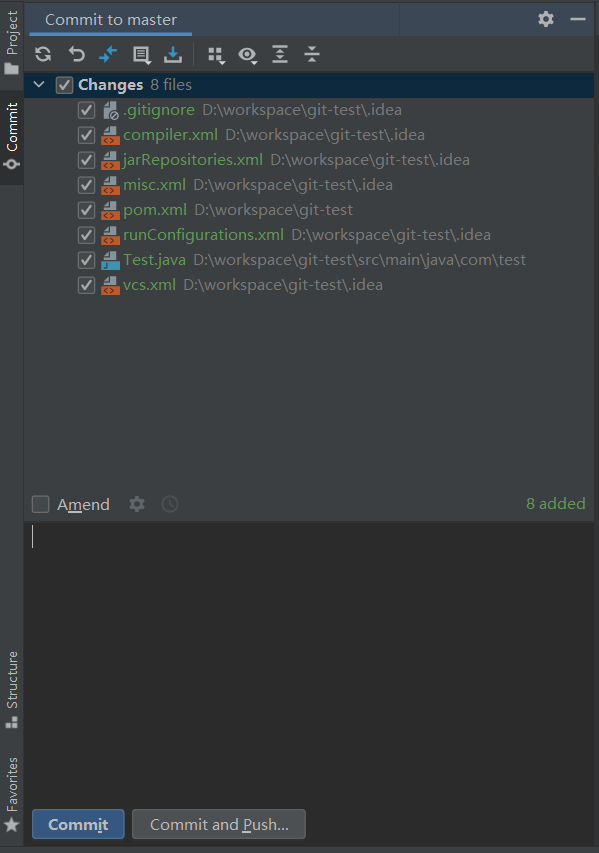 Project
Commit
Structure
Favorites
Commit to master
Changes 8 files
.gitignore D:\workspace\git-test\.idea
compiler.xml D:\workspace\git-test\.idea
jarRepositories.xml D:\workspace\git-test\.idea
misc.xml D:\workspace\git-test\.idea
pom.xml D:\workspace\git-test
runConfigurations.xml D:\workspace\git-test\.idea
Test.java D:\workspace\git-test\src\main\java\com\test
vcs.xml D:\workspace\git-test\.idea
Amend 8 added
Commit Commit and Push...